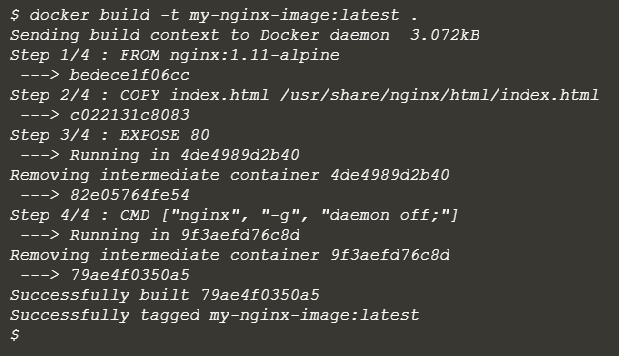 $ docker build -t my-nginx-image:latest .
Sending build context to Docker daemon  3.072kB
Step 1/4 : FROM nginx:1.11-alpine
 ---> bedece1f06cc
Step 2/4 : COPY index.html /usr/share/nginx/html/index.html
 ---> c022131c8083
Step 3/4 : EXPOSE 80
 ---> Running in 4de4989d2b40
Removing intermediate container 4de4989d2b40
 ---> 82e05764fe54
Step 4/4 : CMD ["nginx", "-g", "daemon off;"]
 ---> Running in 9f3aefd76c8d
Removing intermediate container 9f3aefd76c8d
 ---> 79ae4f0350a5
Successfully built 79ae4f0350a5
Successfully tagged my-nginx-image:latest
$